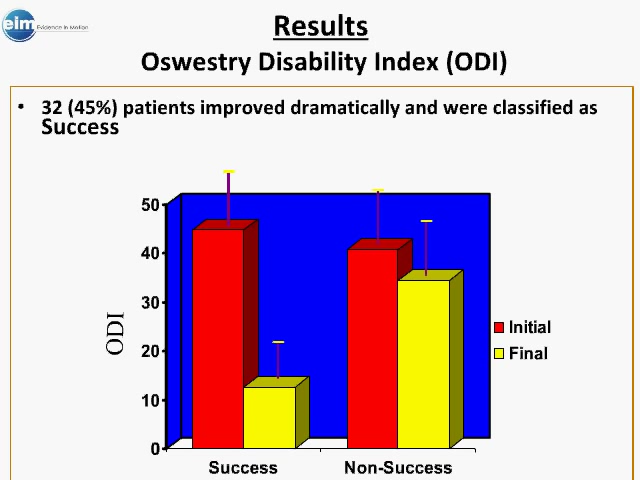 eim
Evidence in Motion
Results
Oswestry Disability Index (ODI)
• 32 (45%) patients improved dramatically and were classified as
Success
50
40
30
20
10
0
ODI
Initial
Final
Success
Non-Success